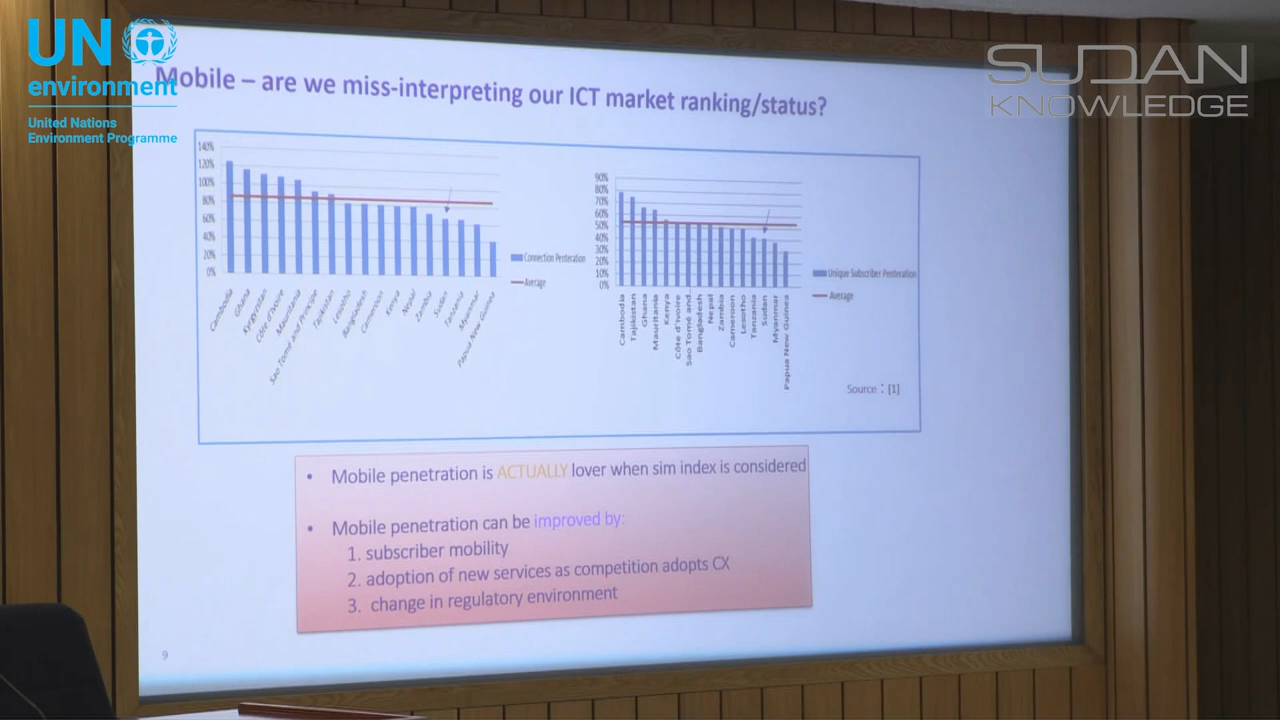 UN
environment
United Nations
Environment Programme
SUDAN
KNOWLEDGE
Mobile – are we miss-interpreting our ICT market ranking/status?
140%
120%
100%
80%
60%
40%
20%
0%
Cambodia
Ghana
Kyrgyzstan
Côte d'Ivoire
Mauritania
Sao Tomé and Principe
Tajikistan
Lesotho
Bangladesh
Cameroon
Kenya
Nepal
Zambia
Sudan
Tanzania
Myanmar
Papua New Guinea
Connection Penteration
Average
90%
80%
70%
60%
50%
40%
30%
20%
10%
0%
Cambodia
Tajikistan
Ghana
Mauritania
Kenya
Côte d'Ivoire
Sao Tomé and..
Bangladesh
Nepal
Zambia
Cameroon
Lesotho
Tanzania
Sudan
Myanmar
Papua New Guinea
Unique Subscriber Penteration
Average
Source : [1]
• Mobile penetration is ACTUALLY lover when sim index is considered
• Mobile penetration can be improved by:
1. subscriber mobility
2. adoption of new services as competition adopts CX
3. change in regulatory environment
9